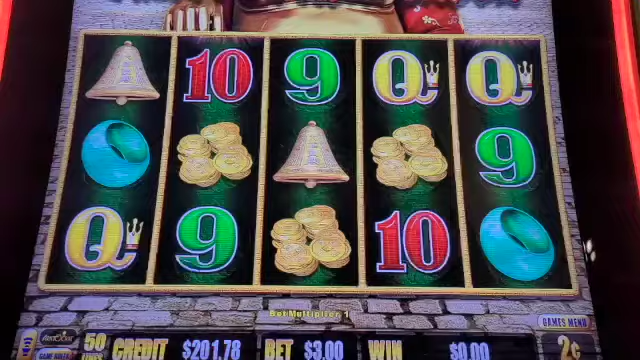 10 9 Q Q
9
Q 9 10
Bet Multiplier 1
GAMES MENU
50 LINES CREDIT $201.78 BET $3.00 WIN $0.00 2¢